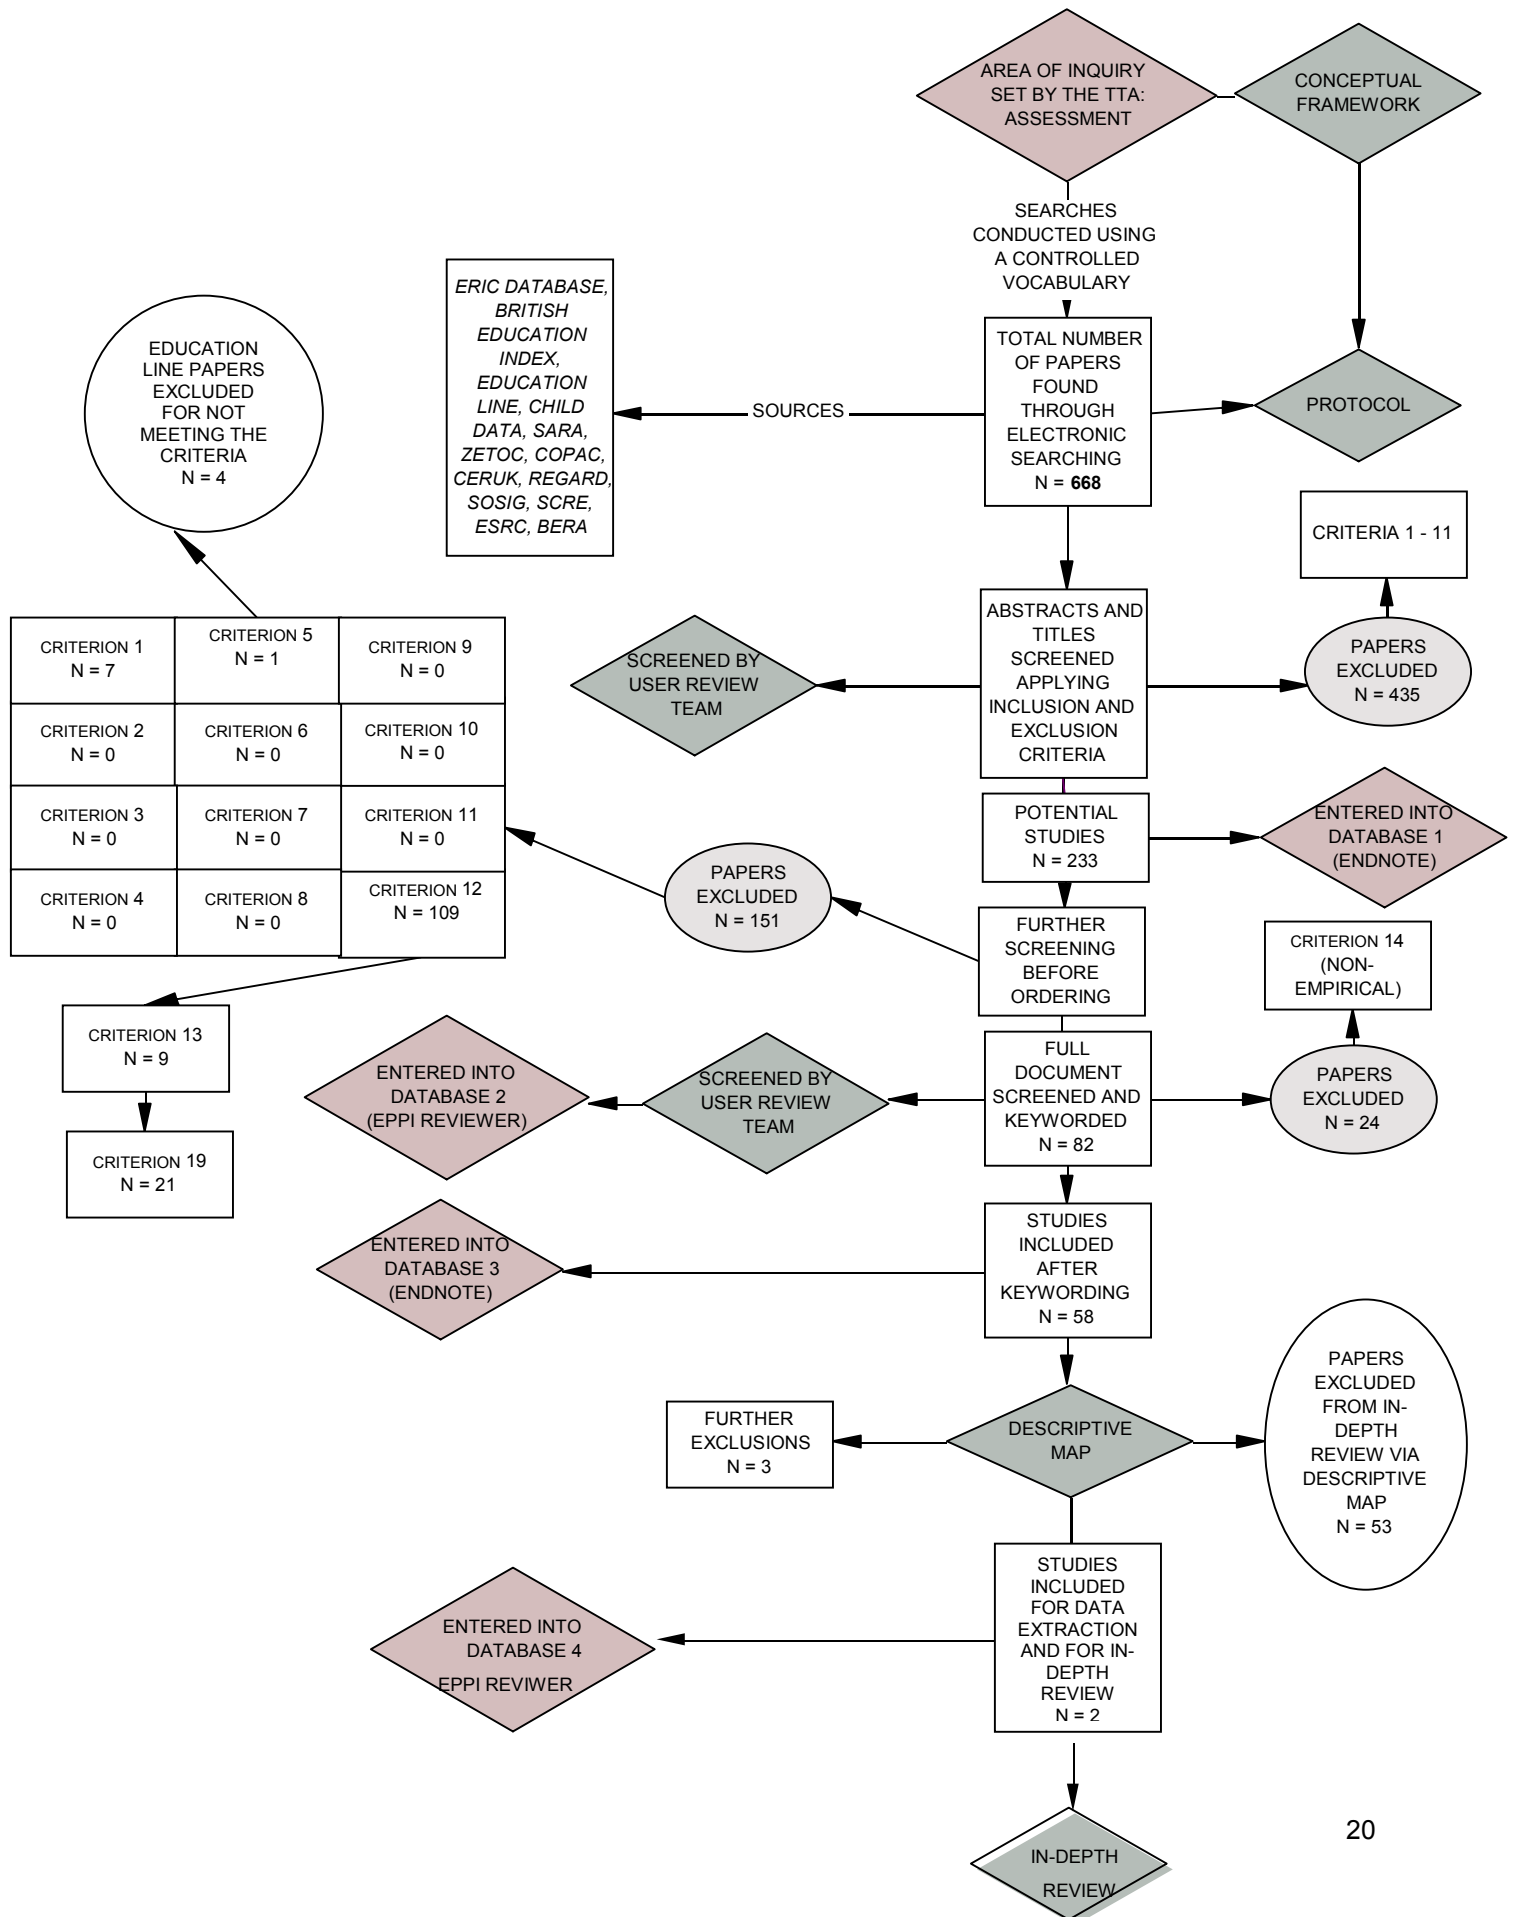 AREA OF INQUIRY
SET BY THE TTA:
ASSESSMENT
CONCEPTUAL
FRAMEWORK
SEARCHES
CONDUCTED USING
A CONTROLLED
VOCABULARY
ERIC DATABASE,
BRITISH
EDUCATION
INDEX,
EDUCATION
LINE, CHILD
DATA, SARA,
ZETOC, COPAC,
CERUK, REGARD,
SOSIG, SCRE,
ESRC, BERA
SOURCES
TOTAL NUMBER
OF PAPERS
FOUND
THROUGH
ELECTRONIC
SEARCHING
N = 668
PROTOCOL
EDUCATION
LINE PAPERS
EXCLUDED
FOR NOT
MEETING THE
CRITERIA
N = 4
CRITERIA 1 - 11
ABSTRACTS AND
TITLES
SCREENED
APPLYING
INCLUSION AND
EXCLUSION
CRITERIA
SCREENED BY
USER REVIEW
TEAM
PAPERS
EXCLUDED
N = 435
CRITERION 1
N = 7
CRITERION 5
N = 1
CRITERION 9
N = 0
CRITERION 2
N = 0
CRITERION 6
N = 0
CRITERION 10
N = 0
CRITERION 3
N = 0
CRITERION 7
N = 0
CRITERION 11
N = 0
CRITERION 4
N = 0
CRITERION 8
N = 0
CRITERION 12
N = 109
POTENTIAL
STUDIES
N = 233
ENTERED INTO
DATABASE 1
(ENDNOTE)
PAPERS
EXCLUDED
N = 151
FURTHER
SCREENING
BEFORE
ORDERING
CRITERION 14
(NON-
EMPIRICAL)
CRITERION 13
N = 9
CRITERION 19
N = 21
ENTERED INTO
DATABASE 2
(EPPI REVIEWER)
SCREENED BY
USER REVIEW
TEAM
FULL
DOCUMENT
SCREENED AND
KEYWORDED
N = 82
PAPERS
EXCLUDED
N = 24
ENTERED INTO
DATABASE 3
(ENDNOTE)
STUDIES
INCLUDED
AFTER
KEYWORDING
N = 58
FURTHER
EXCLUSIONS
N = 3
DESCRIPTIVE
MAP
PAPERS
EXCLUDED
FROM IN-
DEPTH
REVIEW VIA
DESCRIPTIVE
MAP
N = 53
ENTERED INTO
DATABASE 4
EPPI REVIWER
STUDIES
INCLUDED
FOR DATA
EXTRACTION
AND FOR IN-
DEPTH
REVIEW
N = 2
IN-DEPTH
REVIEW
20